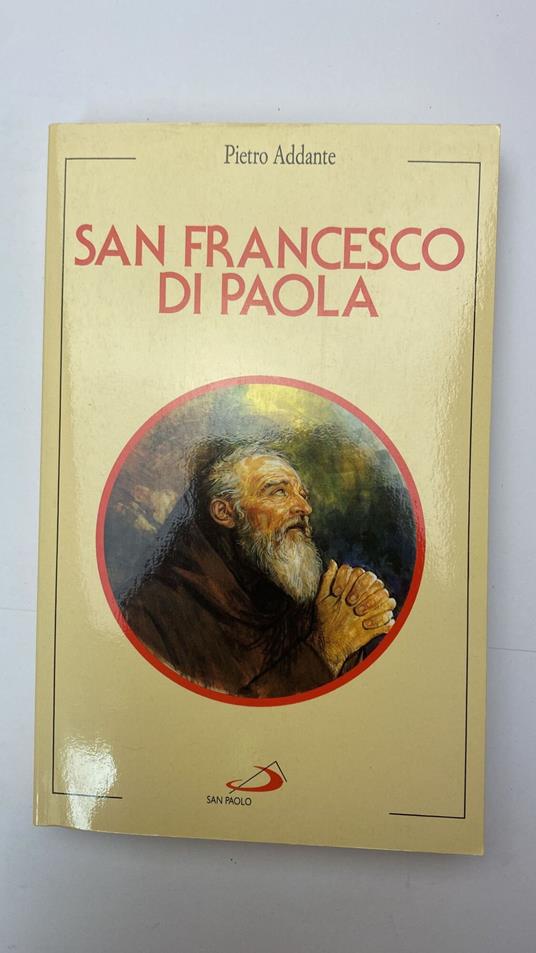 Pietro Addante
SAN FRANCESCO
DI PAOLA
SAN PAOLO